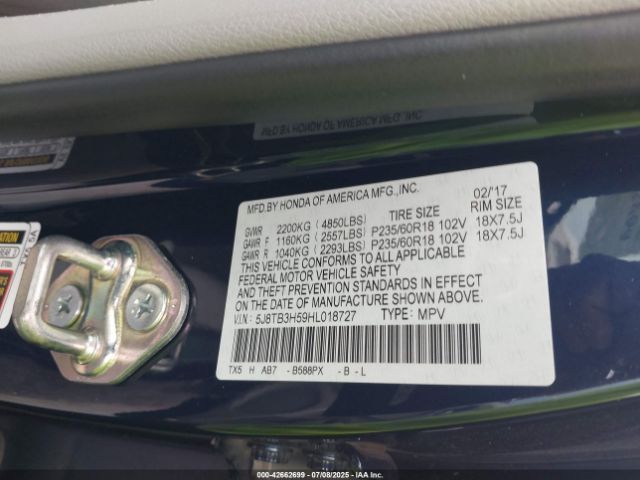 MFD.BY HONDA OF AMERICA MFG.,INC. 02/'17
GVWR 2200KG (4850LBS) TIRE SIZE RIM SIZE
GAWR F 1160KG (2557LBS) P235/60R18 102V 18X7.5J
GAWR R 1040KG (2293LBS) P235/60R18 102V 18X7.5J
THIS VEHICLE CONFORMS TO ALL APPLICABLE
FEDERAL MOTOR VEHICLE SAFETY
AND THEFT PREVENTION STANDARDS IN EFFECT
ON THE DATE OF MANUFACTURE SHOWN ABOVE.
V.I.N.: 5J8TB3H59HL018727 TYPE: MPV
TX5 H AB7 -B588PX -B-L
000-42662699 - 07/08/2025 - IAAI.COM